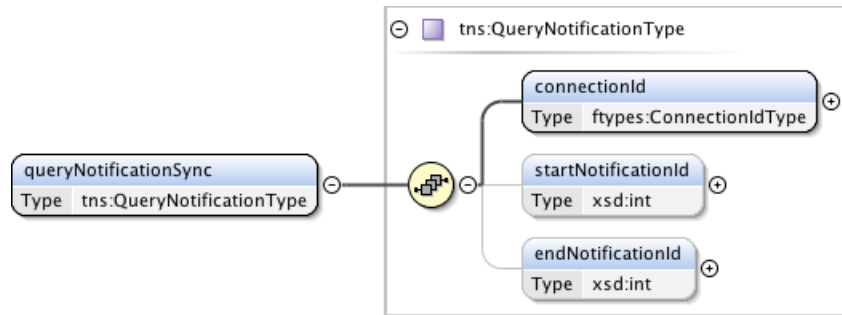 tns:QueryNotificationType
connectionId
Type ftypes:ConnectionIdType
queryNotificationSync
Type tns:QueryNotificationType
startNotificationId
Type xsd:int
endNotificationId
Type xsd:int